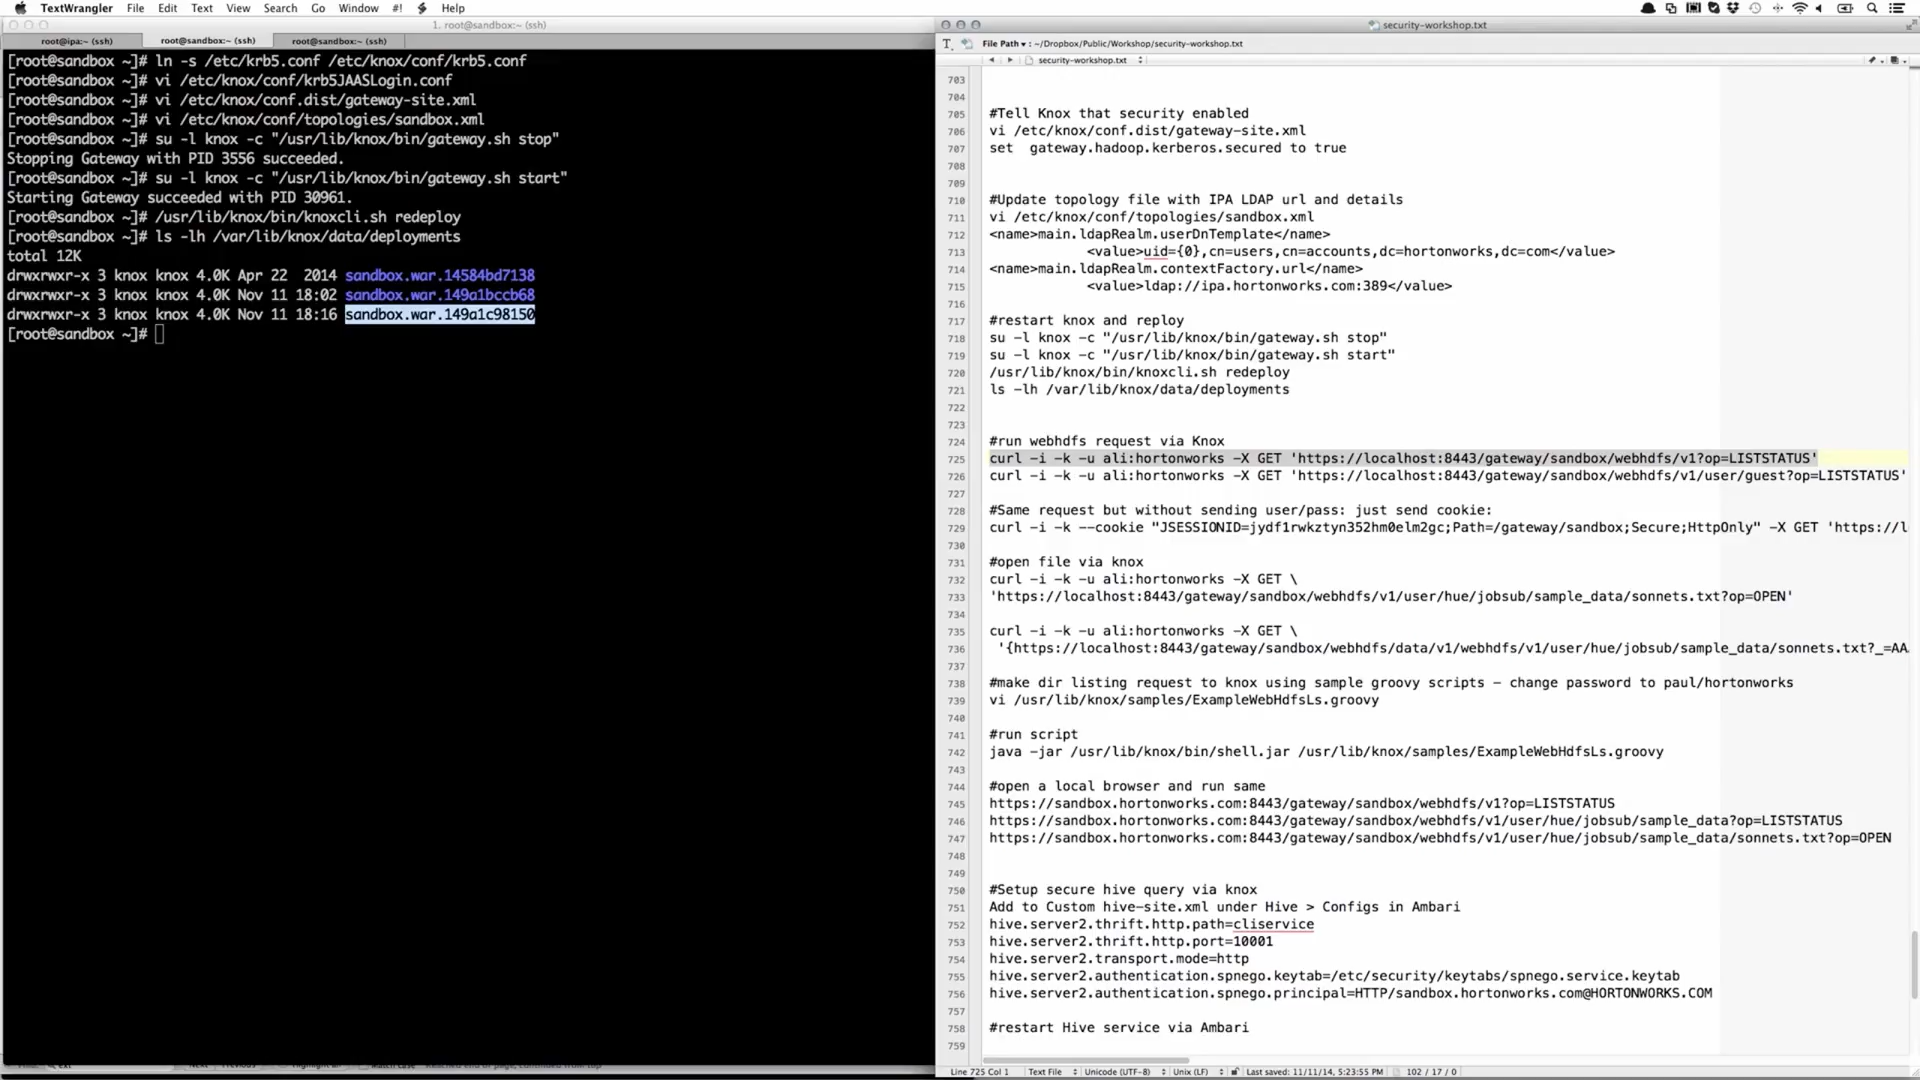 TextWrangler File Edit Text View Search Go Window #! Help
1. root@sandbox:~ (ssh)
security-workshop.txt
root@ipa:~ (ssh) root@sandbox:~ (ssh) root@sandbox:~ (ssh)
File Path ▾ : ~/Dropbox/Public/Workshop/security-workshop.txt
security-workshop.txt
[root@sandbox ~]# ln -s /etc/krb5.conf /etc/knox/conf/krb5.conf
[root@sandbox ~]# vi /etc/knox/conf/krb5JAASLogin.conf
[root@sandbox ~]# vi /etc/knox/conf.dist/gateway-site.xml
[root@sandbox ~]# vi /etc/knox/conf/topologies/sandbox.xml
[root@sandbox ~]# su -l knox -c "/usr/lib/knox/bin/gateway.sh stop"
Stopping Gateway with PID 3556 succeeded.
[root@sandbox ~]# su -l knox -c "/usr/lib/knox/bin/gateway.sh start"
Starting Gateway succeeded with PID 30961.
[root@sandbox ~]# /usr/lib/knox/bin/knoxcli.sh redeploy
[root@sandbox ~]# ls -lh /var/lib/knox/data/deployments
total 12K
drwxrwxr-x 3 knox knox 4.0K Apr 22  2014 sandbox.war.14584bd7138
drwxrwxr-x 3 knox knox 4.0K Nov 11 18:02 sandbox.war.149a1bccb68
drwxrwxr-x 3 knox knox 4.0K Nov 11 18:16 sandbox.war.149a1c98150
[root@sandbox ~]#
703
704
705 #Tell Knox that security enabled
706 vi /etc/knox/conf.dist/gateway-site.xml
707 set  gateway.hadoop.kerberos.secured to true
708
709
710 #Update topology file with IPA LDAP url and details
711 vi /etc/knox/conf/topologies/sandbox.xml
712 <name>main.ldapRealm.userDnTemplate</name>
713 <value>uid={0},cn=users,cn=accounts,dc=hortonworks,dc=com</value>
714 <name>main.ldapRealm.contextFactory.url</name>
715 <value>ldap://ipa.hortonworks.com:389</value>
716
717 #restart knox and reploy
718 su -l knox -c "/usr/lib/knox/bin/gateway.sh stop"
719 su -l knox -c "/usr/lib/knox/bin/gateway.sh start"
720 /usr/lib/knox/bin/knoxcli.sh redeploy
721 ls -lh /var/lib/knox/data/deployments
722
723
724 #run webhdfs request via Knox
725 curl -i -k -u ali:hortonworks -X GET 'https://localhost:8443/gateway/sandbox/webhdfs/v1?op=LISTSTATUS'
726 curl -i -k -u ali:hortonworks -X GET 'https://localhost:8443/gateway/sandbox/webhdfs/v1/user/guest?op=LISTSTATUS'
727
728 #Same request but without sending user/pass: just send cookie:
729 curl -i -k --cookie "JSESSIONID=jydf1rwkztyn352hm0elm2gc;Path=/gateway/sandbox;Secure;HttpOnly" -X GET 'https://l
730
731 #open file via knox
732 curl -i -k -u ali:hortonworks -X GET \
733 'https://localhost:8443/gateway/sandbox/webhdfs/v1/user/hue/jobsub/sample_data/sonnets.txt?op=OPEN'
734
735 curl -i -k -u ali:hortonworks -X GET \
736 '{https://localhost:8443/gateway/sandbox/webhdfs/data/v1/webhdfs/v1/user/hue/jobsub/sample_data/sonnets.txt?_=AA
737
738 #make dir listing request to knox using sample groovy scripts – change password to paul/hortonworks
739 vi /usr/lib/knox/samples/ExampleWebHdfsLs.groovy
740
741 #run script
742 java -jar /usr/lib/knox/bin/shell.jar /usr/lib/knox/samples/ExampleWebHdfsLs.groovy
743
744 #open a local browser and run same
745 https://sandbox.hortonworks.com:8443/gateway/sandbox/webhdfs/v1?op=LISTSTATUS
746 https://sandbox.hortonworks.com:8443/gateway/sandbox/webhdfs/v1/user/hue/jobsub/sample_data?op=LISTSTATUS
747 https://sandbox.hortonworks.com:8443/gateway/sandbox/webhdfs/v1/user/hue/jobsub/sample_data/sonnets.txt?op=OPEN
748
749
750 #Setup secure hive query via knox
751 Add to Custom hive-site.xml under Hive > Configs in Ambari
752 hive.server2.thrift.http.path=cliservice
753 hive.server2.thrift.http.port=10001
754 hive.server2.transport.mode=http
755 hive.server2.authentication.spnego.keytab=/etc/security/keytabs/spnego.service.keytab
756 hive.server2.authentication.spnego.principal=HTTP/sandbox.hortonworks.com@HORTONWORKS.COM
757
758 #restart Hive service via Ambari
759
Line 725 Col 1 Text File Unicode (UTF-8) Unix (LF) Last saved: 11/11/14, 5:23:55 PM 102 / 17 / 0